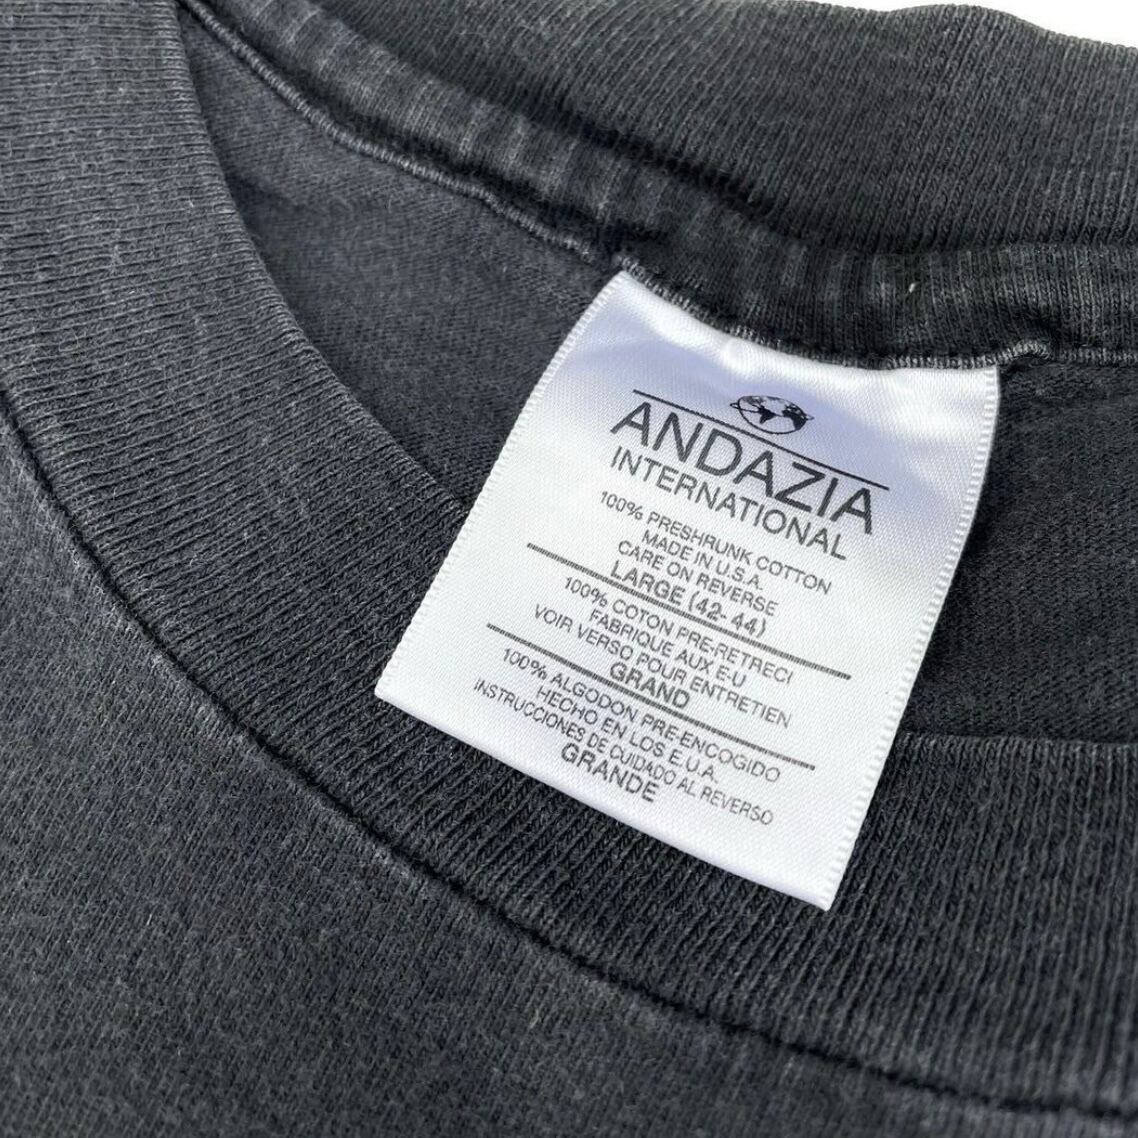 ANDAZIA
INTERNATIONAL
100% PRESHRUNK COTTON
MADE IN U.S.A.
CARE ON REVERSE
LARGE (42-44)
100% COTON PRE-RETRECI
FABRIQUE AUX E-U
VOIR VERSO POUR ENTRETIEN
GRAND
100% ALGODON PRE-ENCOGIDO
HECHO EN LOS E.U.A.
INSTRUCCIONES DE CUIDADO AL REVERSO
GRANDE